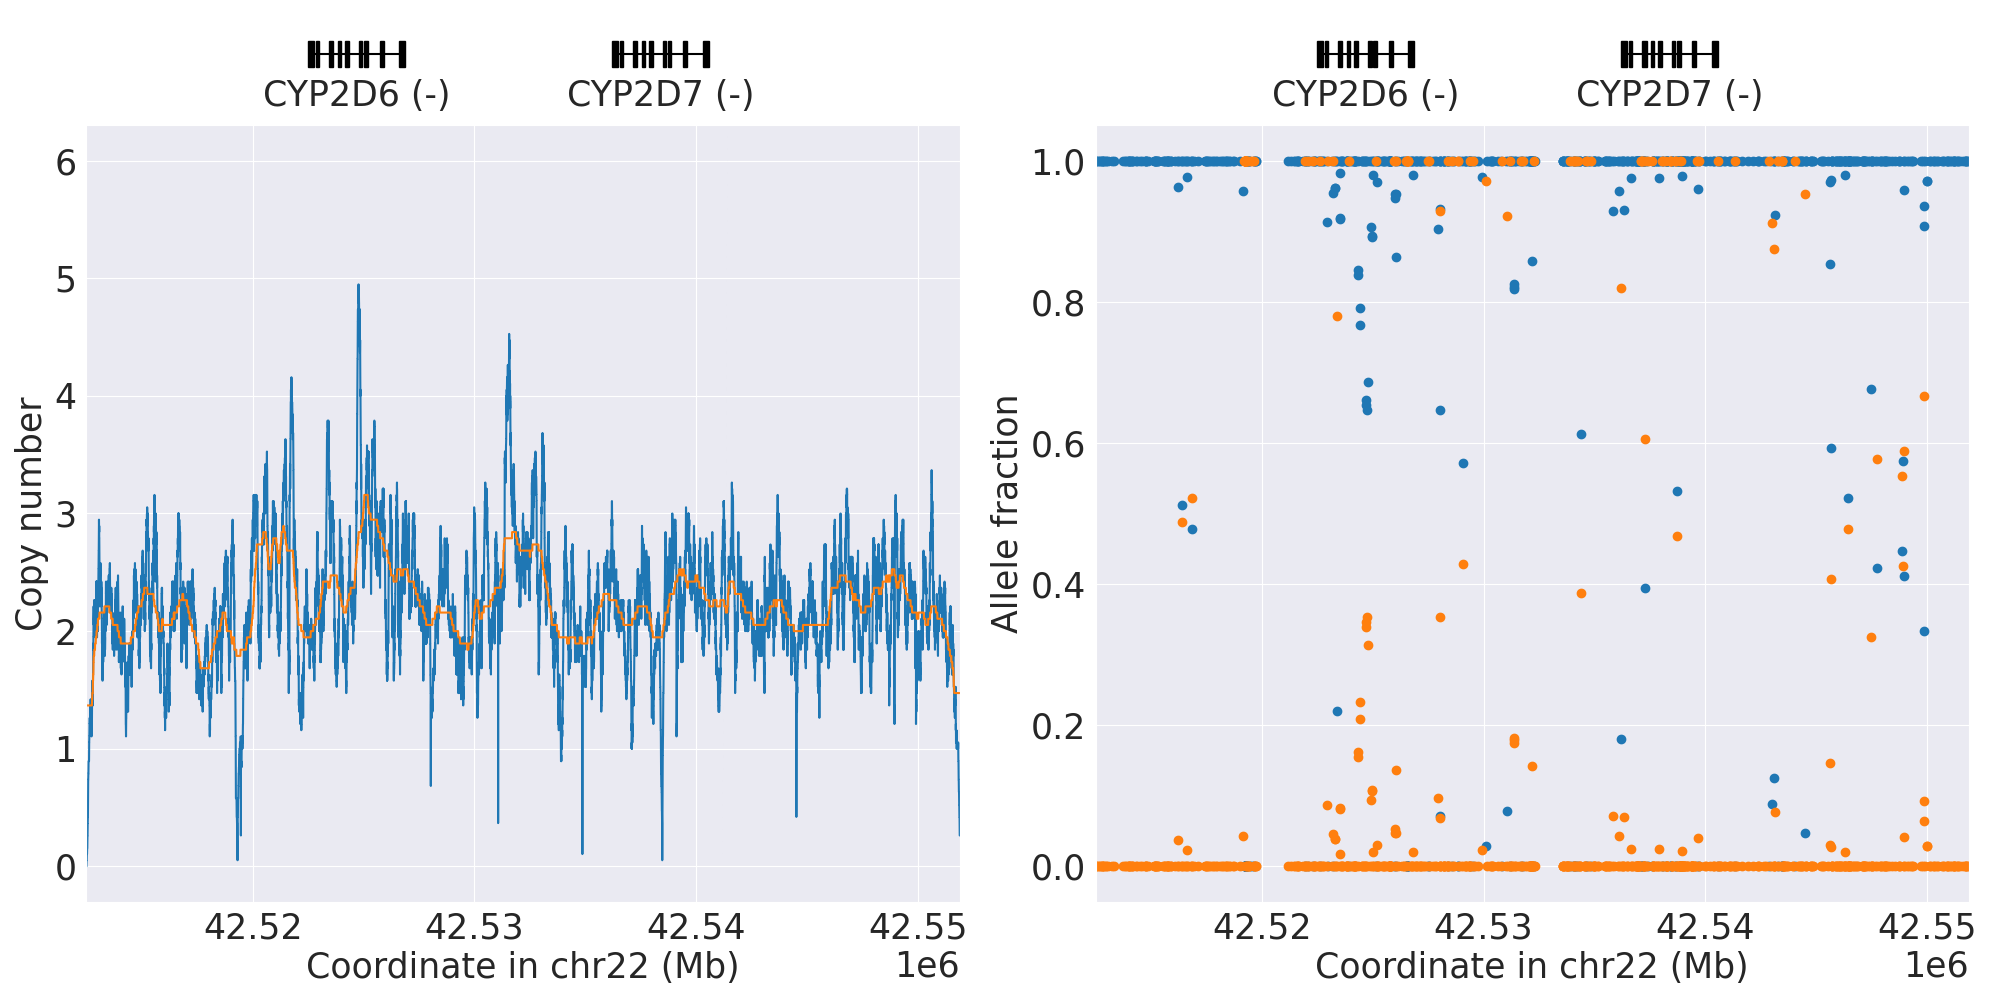 CYP2D6 (-)
CYP2D7 (-)
Copy number
6
5
4
3
2
1
0
42.52
42.53
42.54
42.55
Coordinate in chr22 (Mb)
1e6
CYP2D6 (-)
CYP2D7 (-)
Allele fraction
1.0
0.8
0.6
0.4
0.2
0.0
42.52
42.53
42.54
42.55
Coordinate in chr22 (Mb)
1e6